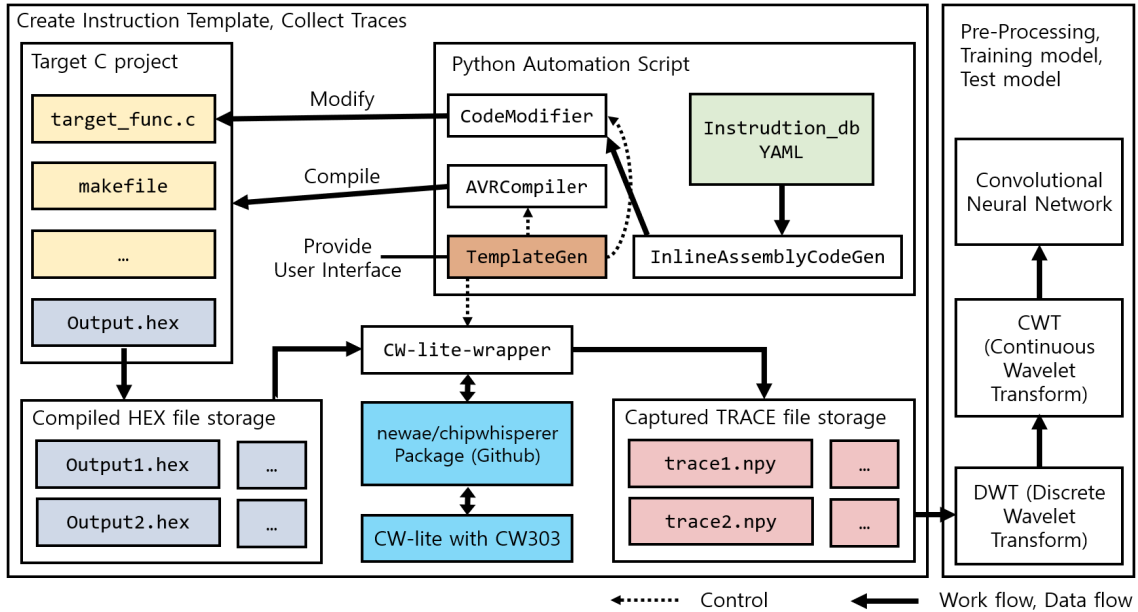 Create Instruction Template, Collect Traces
Target C project
target_func.c
makefile
…
Output.hex
Modify
Compile
Provide
User Interface
Python Automation Script
CodeModifier
AVRCompiler
TemplateGen
Instrudtion_db
YAML
InlineAssemblyCodeGen
CW-lite-wrapper
newae/chipwhisperer
Package (Github)
CW-lite with CW303
Compiled HEX file storage
Output1.hex
…
Output2.hex
…
Captured TRACE file storage
trace1.npy
…
trace2.npy
…
Pre-Processing,
Training model,
Test model
Convolutional
Neural Network
CWT
(Continuous
Wavelet
Transform)
DWT (Discrete
Wavelet
Transform)
Control
Work flow, Data flow